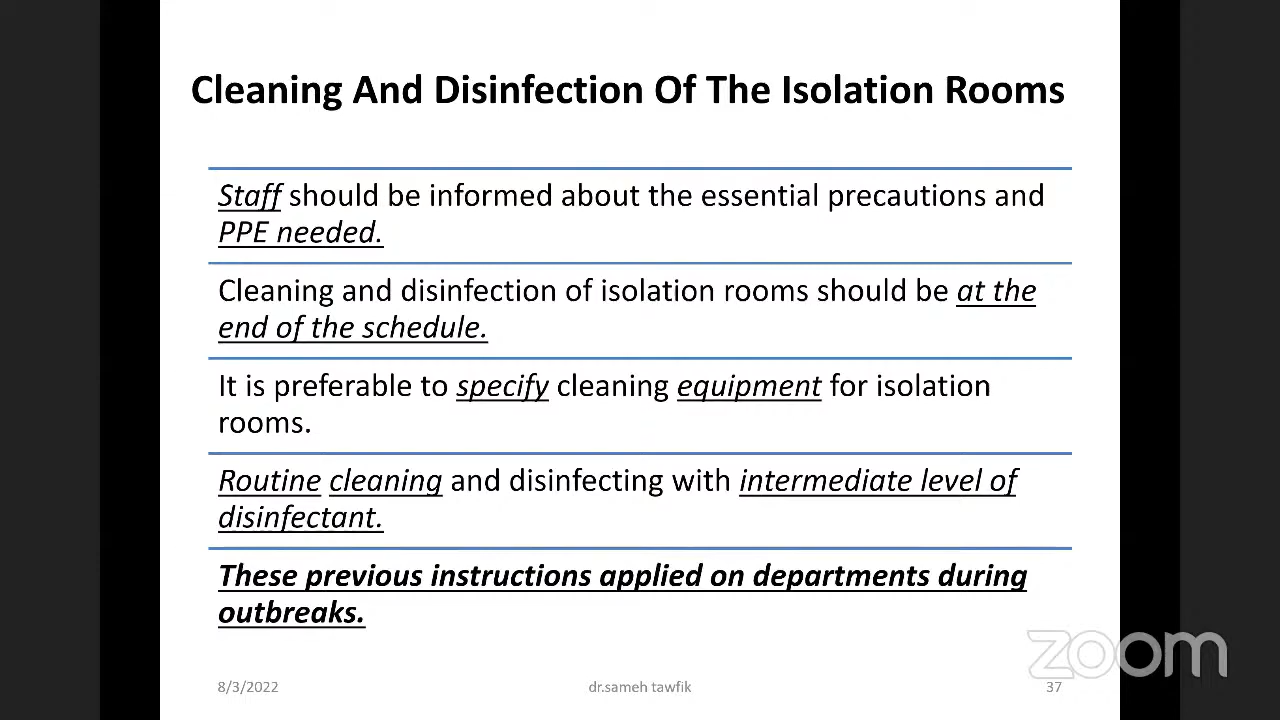 Cleaning And Disinfection Of The Isolation Rooms
Staff should be informed about the essential precautions and
PPE needed.
Cleaning and disinfection of isolation rooms should be at the
end of the schedule.
It is preferable to specify cleaning equipment for isolation
rooms.
Routine cleaning and disinfecting with intermediate level of
disinfectant.
These previous instructions applied on departments during
outbreaks.
zoom
8/3/2022 dr.sameh tawfik 37